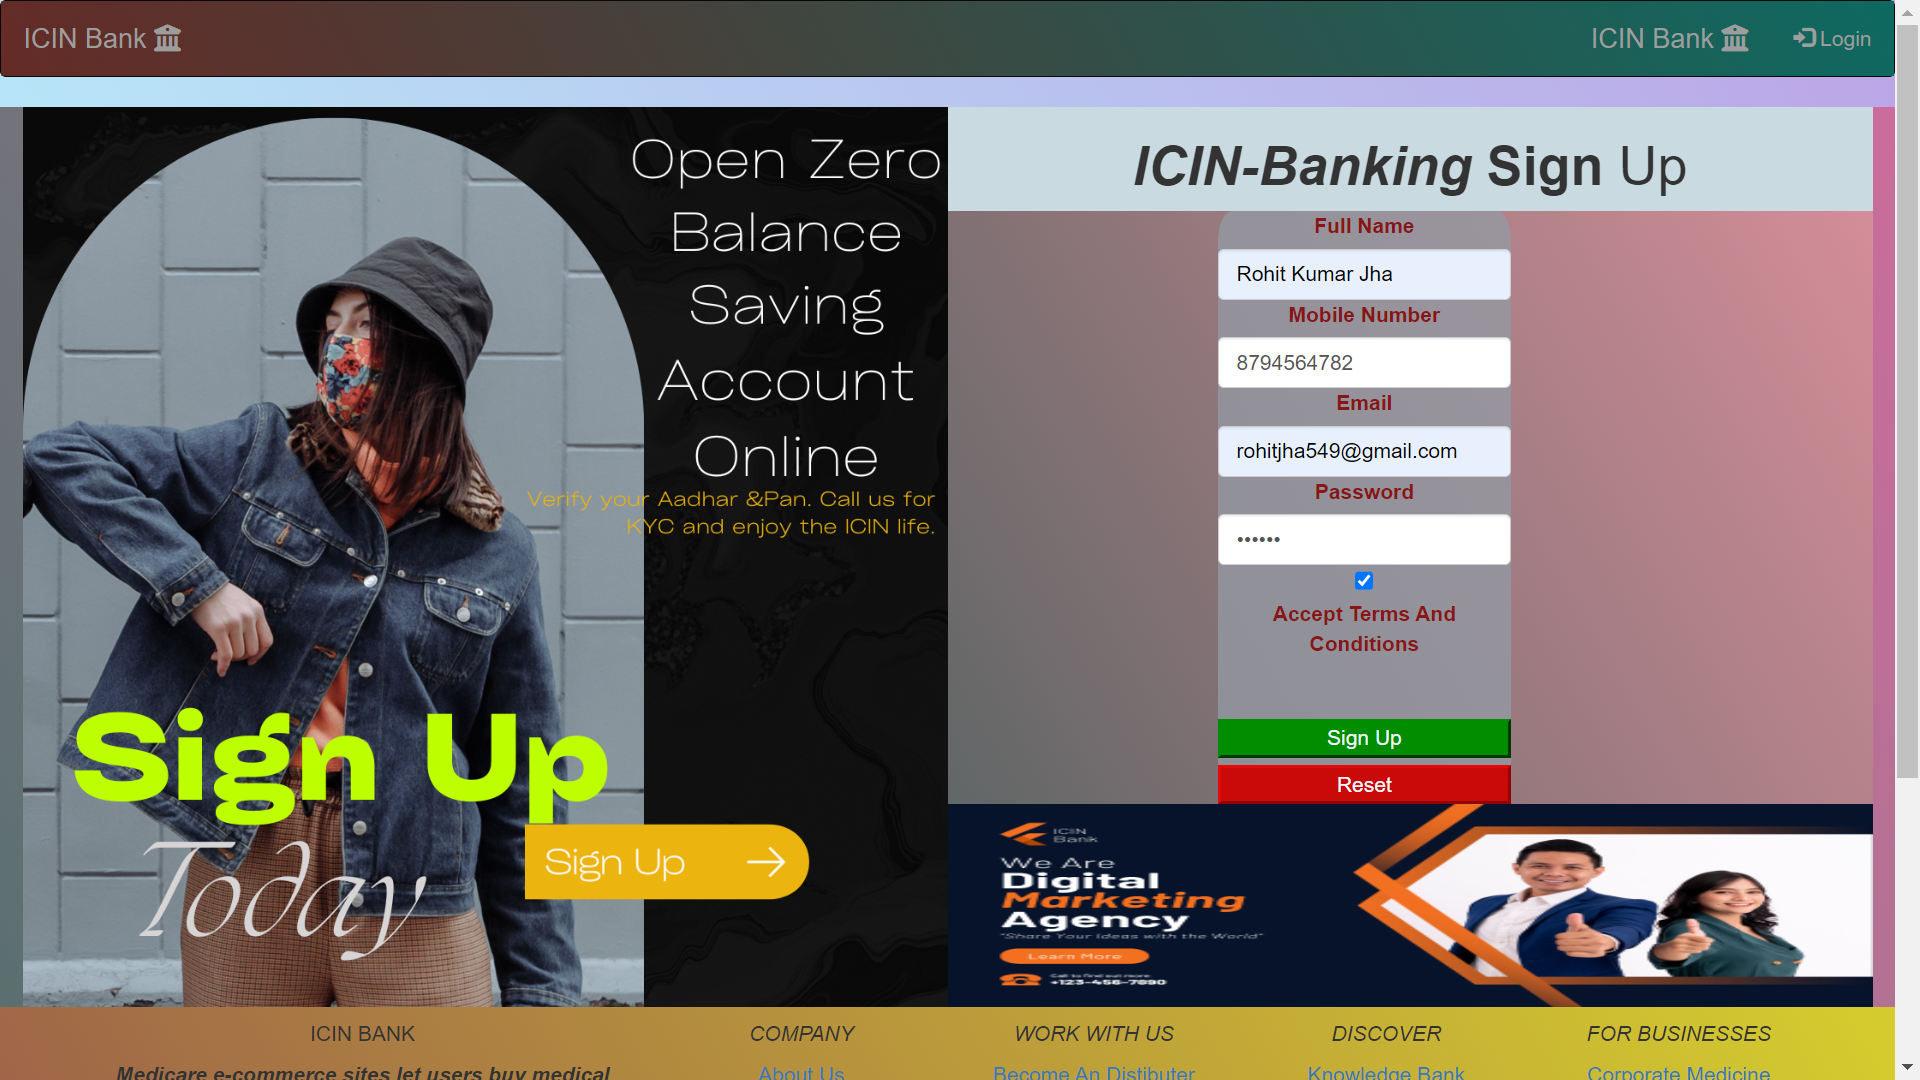 ICIN Bank
ICIN Bank
Login
Open Zero
Balance
Saving
Account
Online
Verify your Aadhar &Pan. Call us for
KYC and enjoy the ICIN life.
Sign Up
Today
Sign Up
ICIN-Banking Sign Up
Full Name
Rohit Kumar Jha
Mobile Number
8794564782
Email
rohitjha549@gmail.com
Password
••••••
Accept Terms And
Conditions
Sign Up
Reset
ICIN
Bank
We Are
Digital
Marketing
Agency
"Share Your Ideas with the World"
Learn More
Call to find out more
+123-456-7890
ICIN BANK
COMPANY
WORK WITH US
DISCOVER
FOR BUSINESSES
Medicare e-commerce sites let users buy medical
About Us
Become An Distibuter
Knowledge Bank
Corporate Medicine